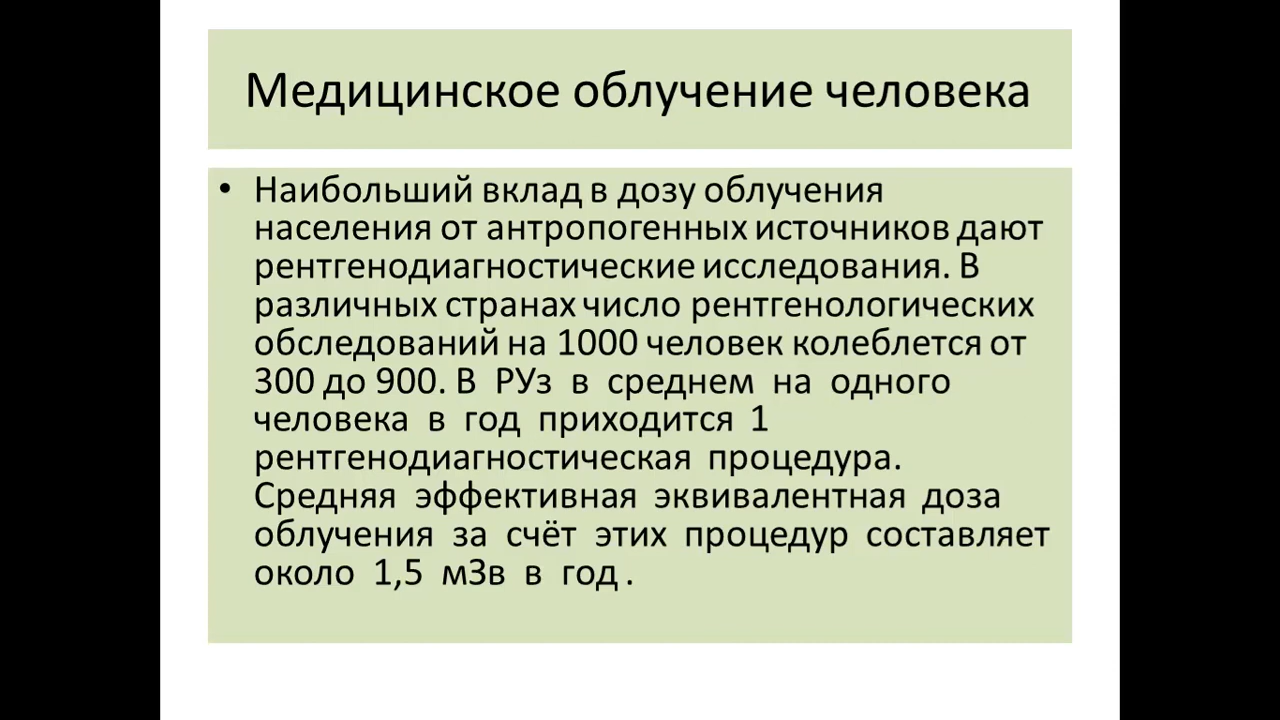 Медицинское облучение человека
• Наибольший вклад в дозу облучения
населения от антропогенных источников дают
рентгенодиагностические исследования. В
различных странах число рентгенологических
обследований на 1000 человек колеблется от
300 до 900. В РУз в среднем на одного
человека в год приходится 1
рентгенодиагностическая процедура.
Средняя эффективная эквивалентная доза
облучения за счёт этих процедур составляет
около 1,5 мЗв в год .